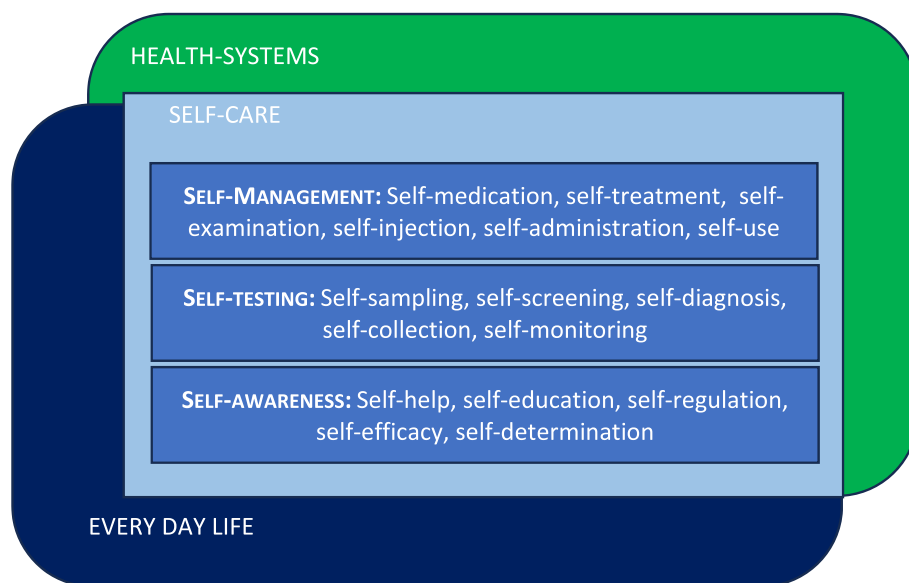 HEALTH-SYSTEMS
SELF-CARE
SELF-MANAGEMENT: Self-medication, self-treatment,  self-
examination, self-injection, self-administration, self-use
SELF-TESTING: Self-sampling, self-screening, self-diagnosis,
self-collection, self-monitoring
SELF-AWARENESS: Self-help, self-education, self-regulation,
self-efficacy, self-determination
EVERY DAY LIFE